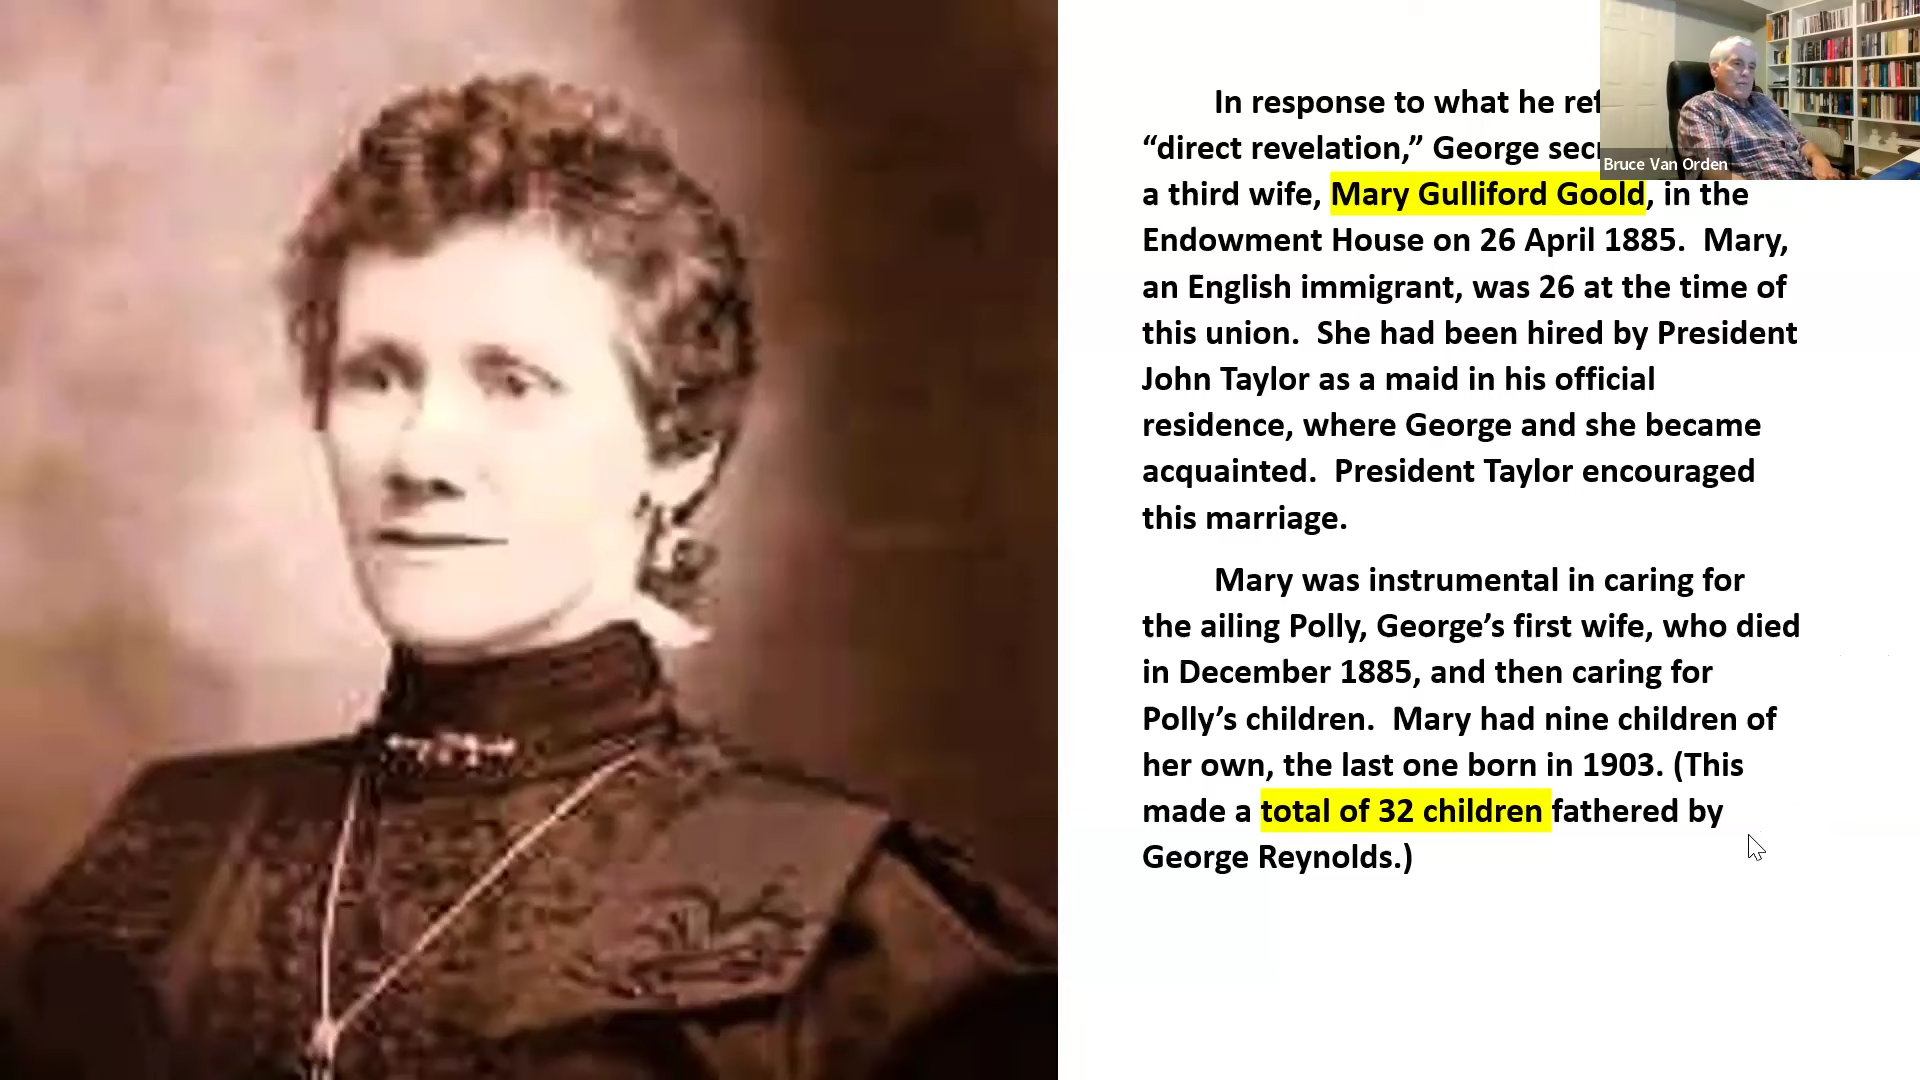 In response to what he
“direct revelation,” George
a third wife, Mary Gulliford Goold, in the
Endowment House on 26 April 1885. Mary,
an English immigrant, was 26 at the time of
this union. She had been hired by President
John Taylor as a maid in his official
residence, where George and she became
acquainted. President Taylor encouraged
this marriage.
Mary was instrumental in caring for
the ailing Polly, George’s first wife, who died
in December 1885, and then caring for
Polly’s children. Mary had nine children of
her own, the last one born in 1903. (This
made a total of 32 children fathered by
George Reynolds.)
Bruce Van Orden